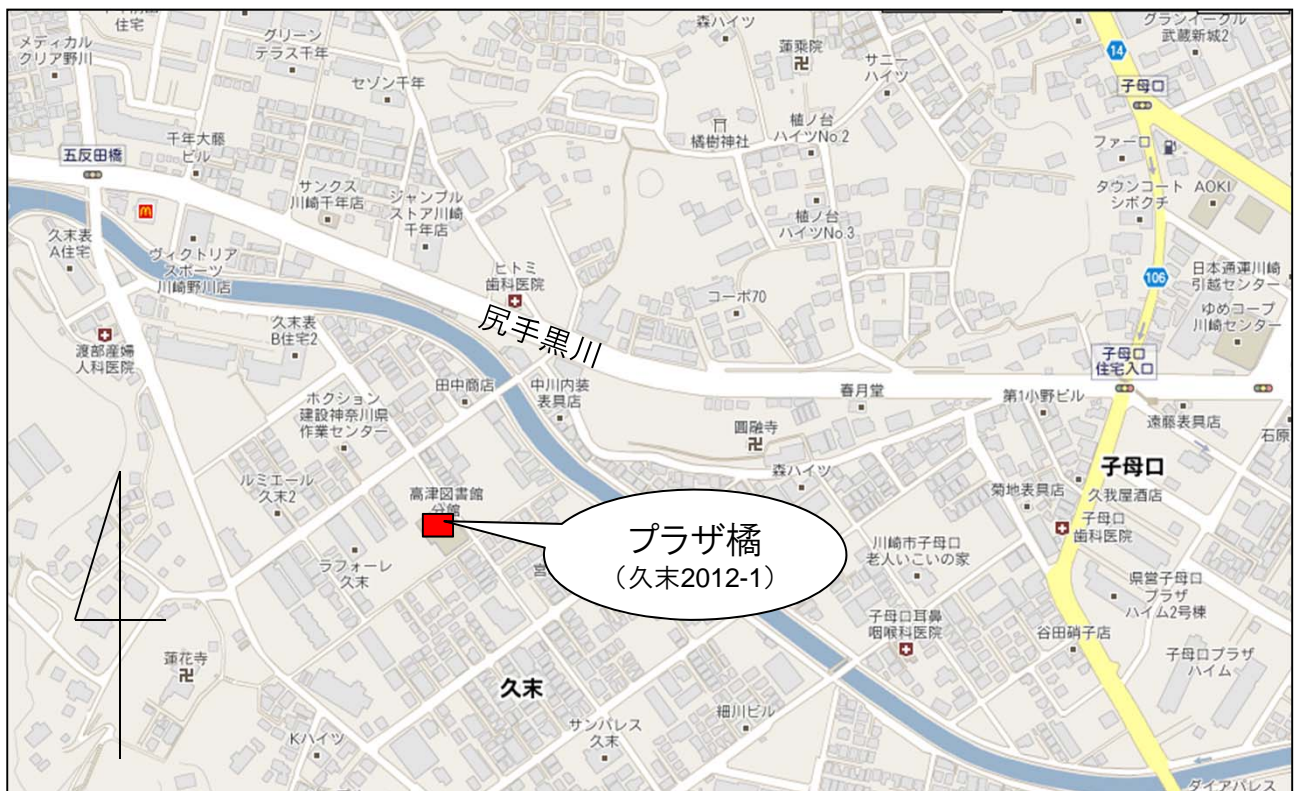 住宅
メディカル
クリア野川
グリーン
テラス千年
セゾン千年
森ハイツ
蓮乗院
サニー
ハイツ
グランイーグル
武蔵新城2
14
子母口
五反田橋
千年大藤
ビル
橘樹神社
植ノ台
ハイツNo.2
ファーロ
サンクス
川崎千年店
ジャンブル
ストア川崎
千年店
植ノ台
ハイツNo.3
タウンコート
シボクチ
AOKI
久末表
A住宅
ヴィクトリア
スポーツ
川崎野川店
ヒトミ
歯科医院
コーポ70
106
日本通運川崎
引越センター
ゆめコープ
川崎センター
尻手黒川
渡部産婦
人科医院
久末表
B住宅2
子母口
住宅入口
田中商店
中川内装
表具店
春月堂
第1小野ビル
ホクション
建設神奈川県
作業センター
圓融寺
遠藤表具店
石原
森ハイツ
子母口
ルミエール
久末2
高津図書館
分館
菊地表具店
久我屋酒店
子母口
歯科医院
プラザ橘
（久末2012-1）
川崎市子母口
老人いこいの家
ラフォーレ
久末
宮
県営子母口
プラザ
ハイム2号棟
子母口耳鼻
咽喉科医院
谷田硝子店
蓮花寺
子母口プラザ
ハイム
久末
サンパレス
久末
細川ビル
Kハイツ
ダイアパレス